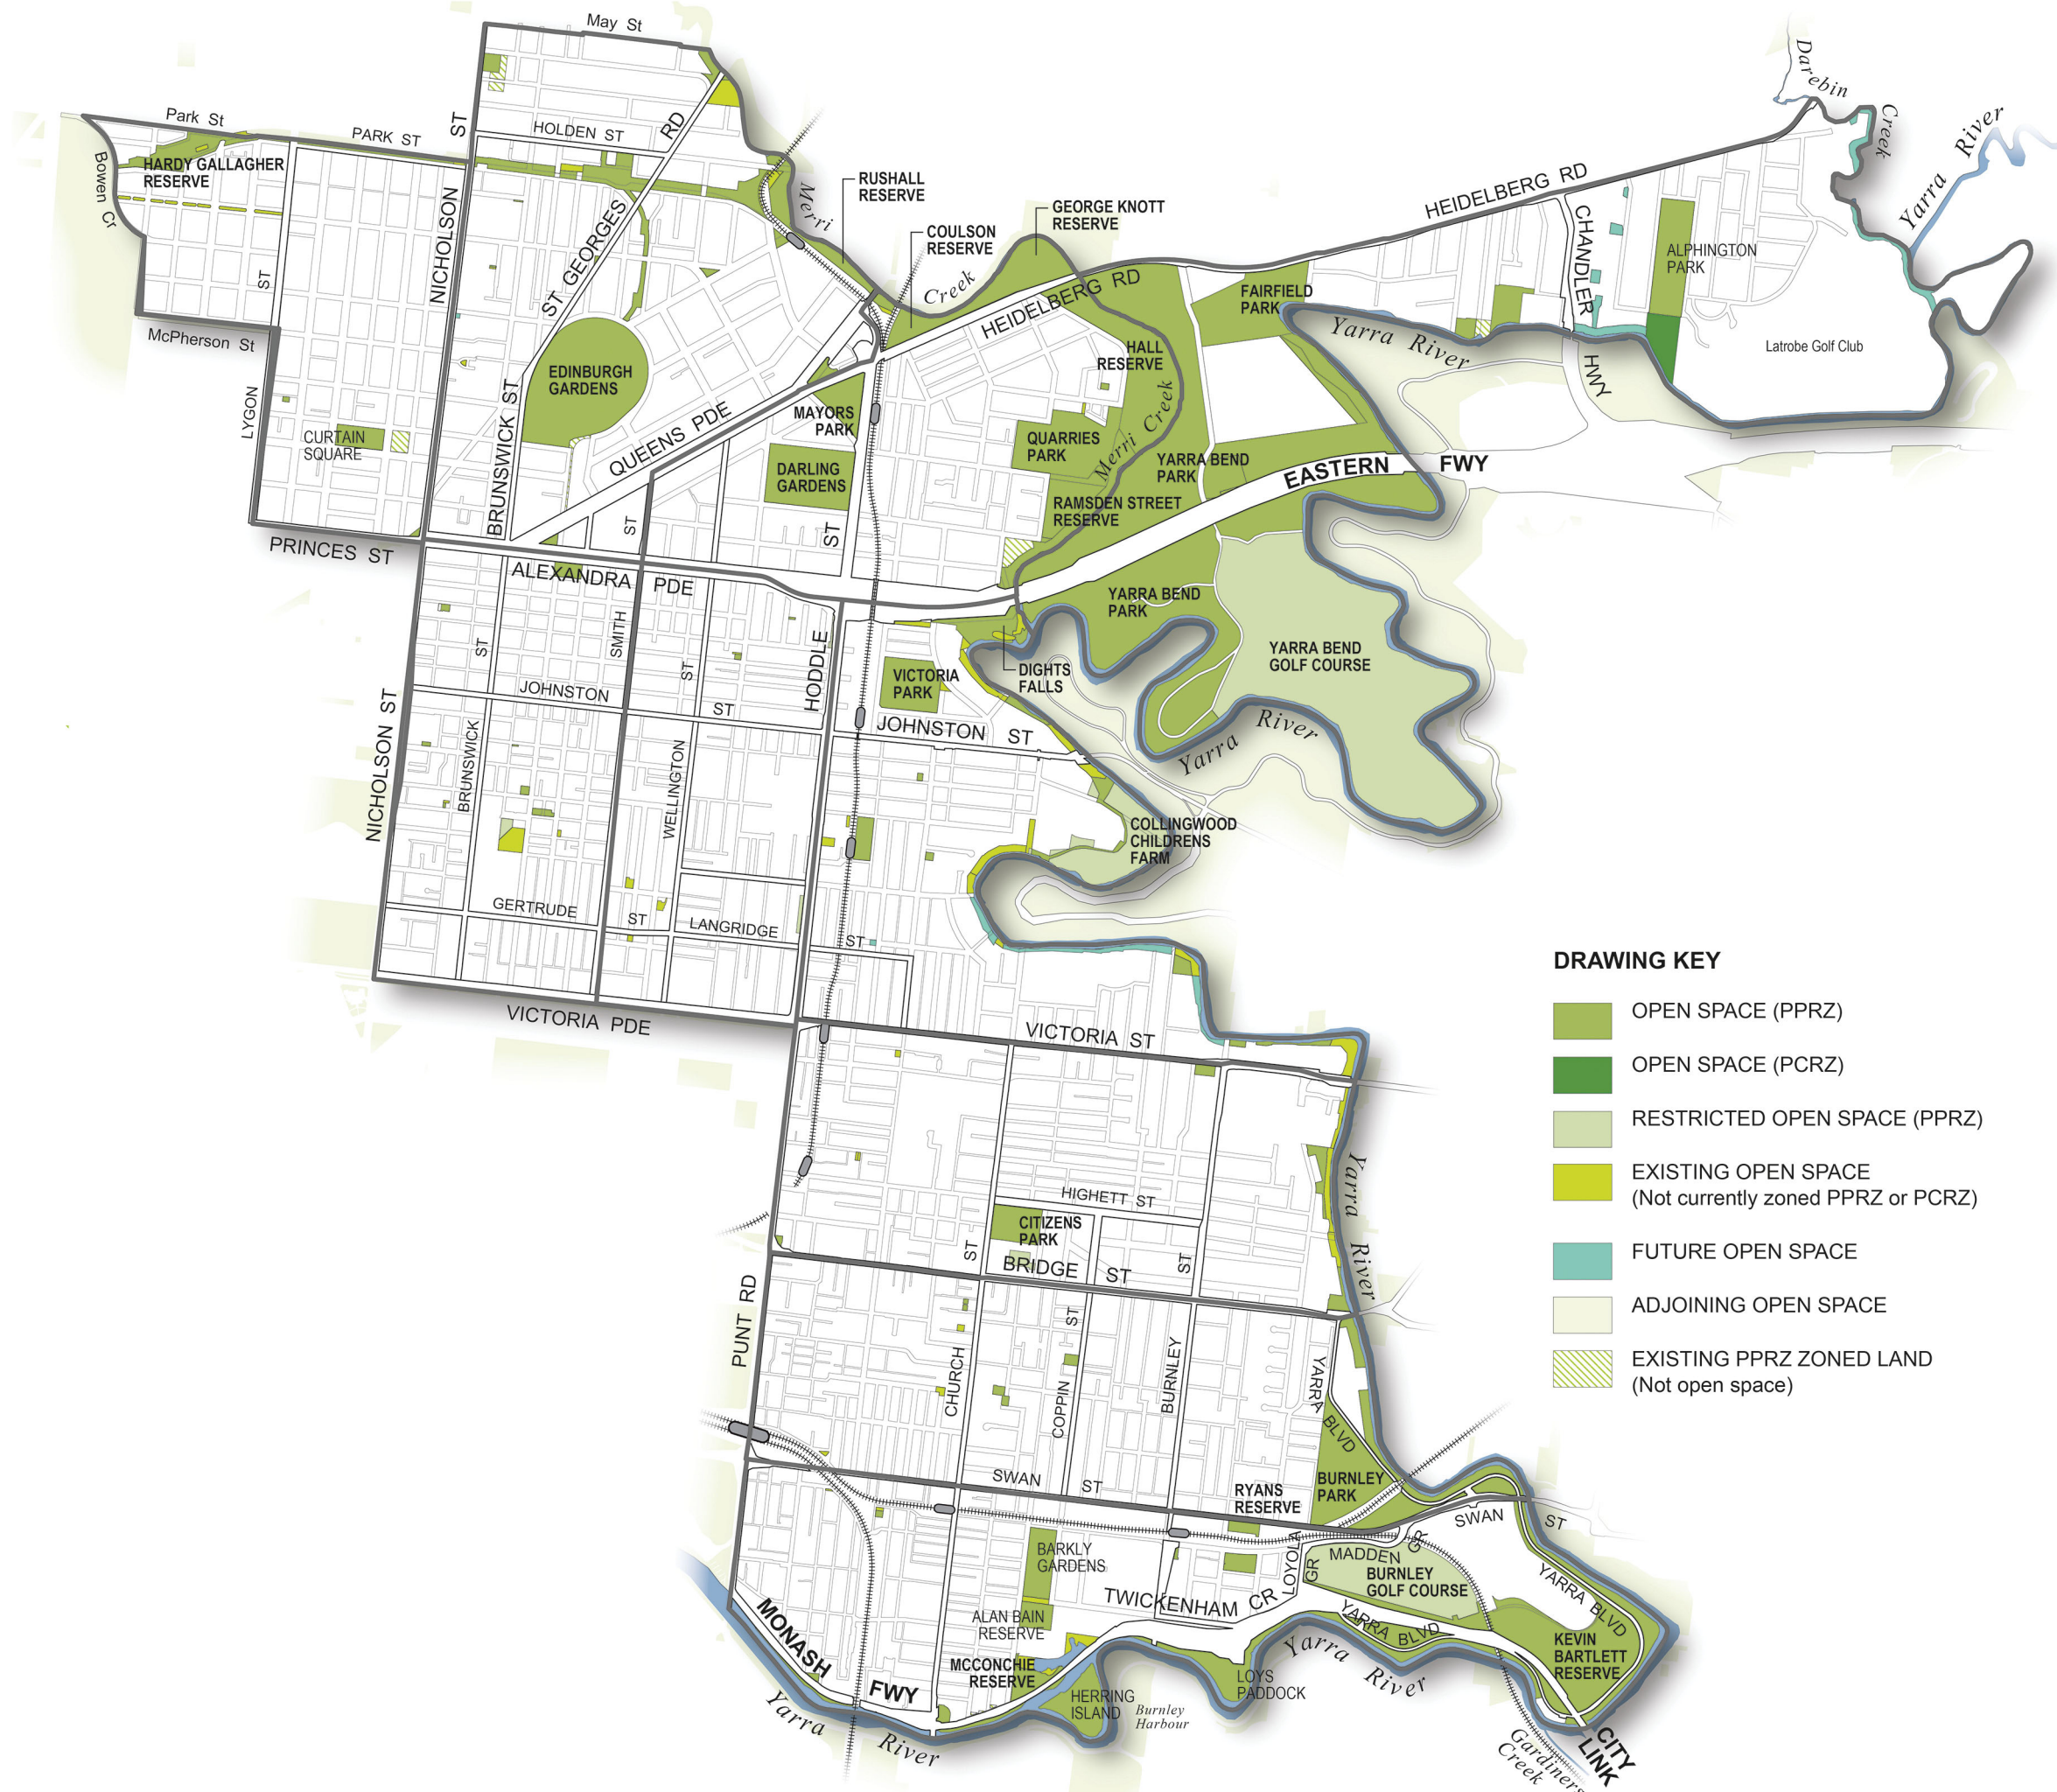 May St
Darebin
Creek
Yarra
River
Park St
PARK ST
ST
HOLDEN ST
RD
Bowen Cr
HARDY GALLAGHER
RESERVE
Merri
RUSHALL
RESERVE
GEORGE KNOTT
RESERVE
COULSON
RESERVE
HEIDELBERG RD
CHANDLER
HWY
ALPHINGTON
PARK
NICHOLSON
ST GEORGES
ST
Creek
HEIDELBERG RD
FAIRFIELD
PARK
Yarra River
McPherson St
LYGON
Latrobe Golf Club
HALL
RESERVE
EDINBURGH
GARDENS
BRUNSWICK ST
QUEENS PDE
MAYORS
PARK
CURTAIN
SQUARE
DARLING
GARDENS
QUARRIES
PARK
Merri Creek
YARRA BEND
PARK
EASTERN
FWY
RAMSDEN STREET
RESERVE
ST
ST
PRINCES ST
ALEXANDRA PDE
YARRA BEND
PARK
SMITH
ST
ST
HODDLE
YARRA BEND
GOLF COURSE
VICTORIA
PARK
DIGHTS
FALLS
JOHNSTON
ST
JOHNSTON ST
Yarra River
NICHOLSON ST
BRUNSWICK
WELLINGTON
COLLINGWOOD
CHILDRENS
FARM
GERTRUDE
ST
LANGRIDGE
ST
VICTORIA PDE
VICTORIA ST
DRAWING KEY
OPEN SPACE (PPRZ)
OPEN SPACE (PCRZ)
RESTRICTED OPEN SPACE (PPRZ)
EXISTING OPEN SPACE
(Not currently zoned PPRZ or PCRZ)
FUTURE OPEN SPACE
ADJOINING OPEN SPACE
EXISTING PPRZ ZONED LAND
(Not open space)
Yarra River
HIGHETT ST
CITIZENS
PARK
ST
BRIDGE ST
ST
PUNT RD
ST
CHURCH
COPPIN
BURNLEY
YARRA BLVD
SWAN
ST
RYANS
RESERVE
BURNLEY
PARK
SWAN
ST
BARKLY
GARDENS
LOYOLA
GR
MADDEN
GR
BURNLEY
GOLF COURSE
TWICKENHAM CR
YARRA BLVD
YARRA BLVD
MONASH
FWY
ALAN BAIN
RESERVE
MCCONCHIE
RESERVE
HERRING
ISLAND
Burnley
Harbour
LOYS
PADDOCK
Yarra River
KEVIN
BARTLETT
RESERVE
Yarra River
Gardiners
Creek
CITY
LINK